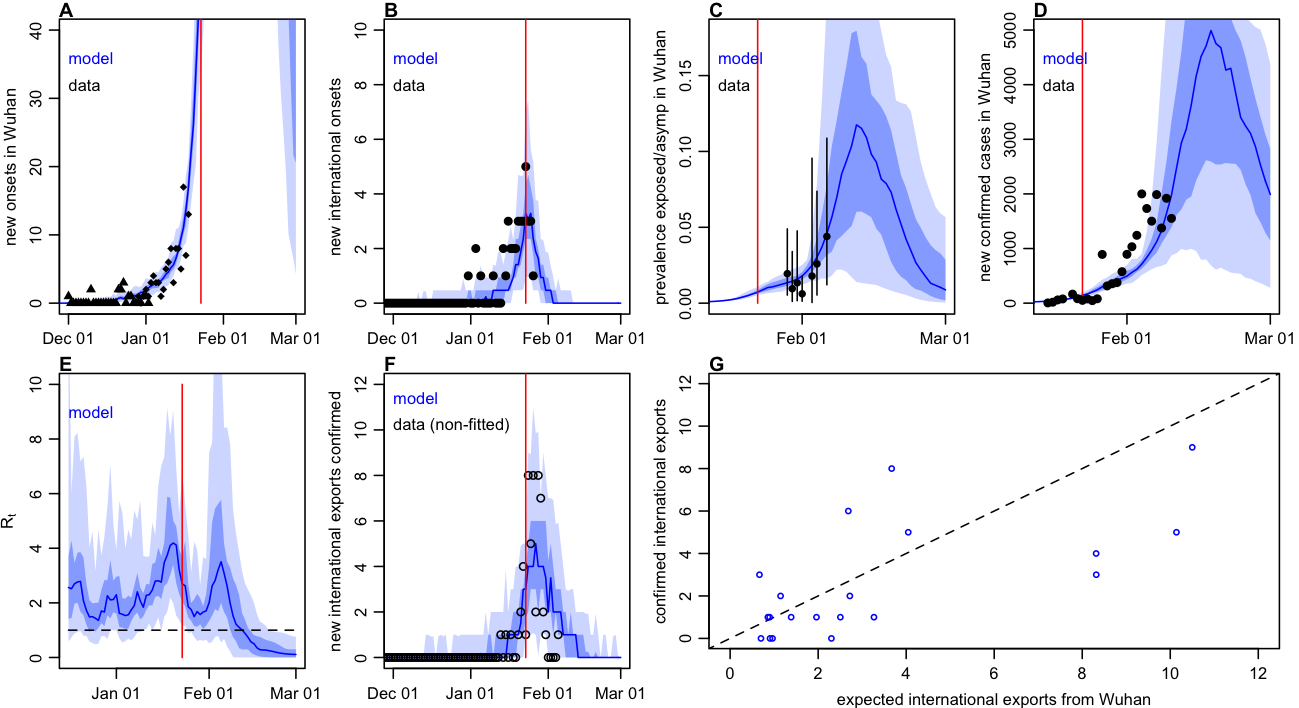 A
new onsets in Wuhan
40
30
20
10
0
model
data
Dec 01 Jan 01 Feb 01 Mar 01
B
new international onsets
10
8
6
4
2
0
model
data
Dec 01 Jan 01 Feb 01 Mar 01
C
prevalence exposed/asymp in Wuhan
0.15
0.10
0.05
0.00
model
data
Feb 01 Mar 01
D
new confirmed cases in Wuhan
5000
4000
3000
2000
1000
0
model
data
Feb 01 Mar 01
E
Rt
10
8
6
4
2
0
model
Jan 01 Feb 01 Mar 01
F
new international exports confirmed
12
10
8
6
4
2
0
model
data (non-fitted)
Dec 01 Jan 01 Feb 01 Mar 01
G
confirmed international exports
12
10
8
6
4
2
0
0 2 4 6 8 10 12
expected international exports from Wuhan